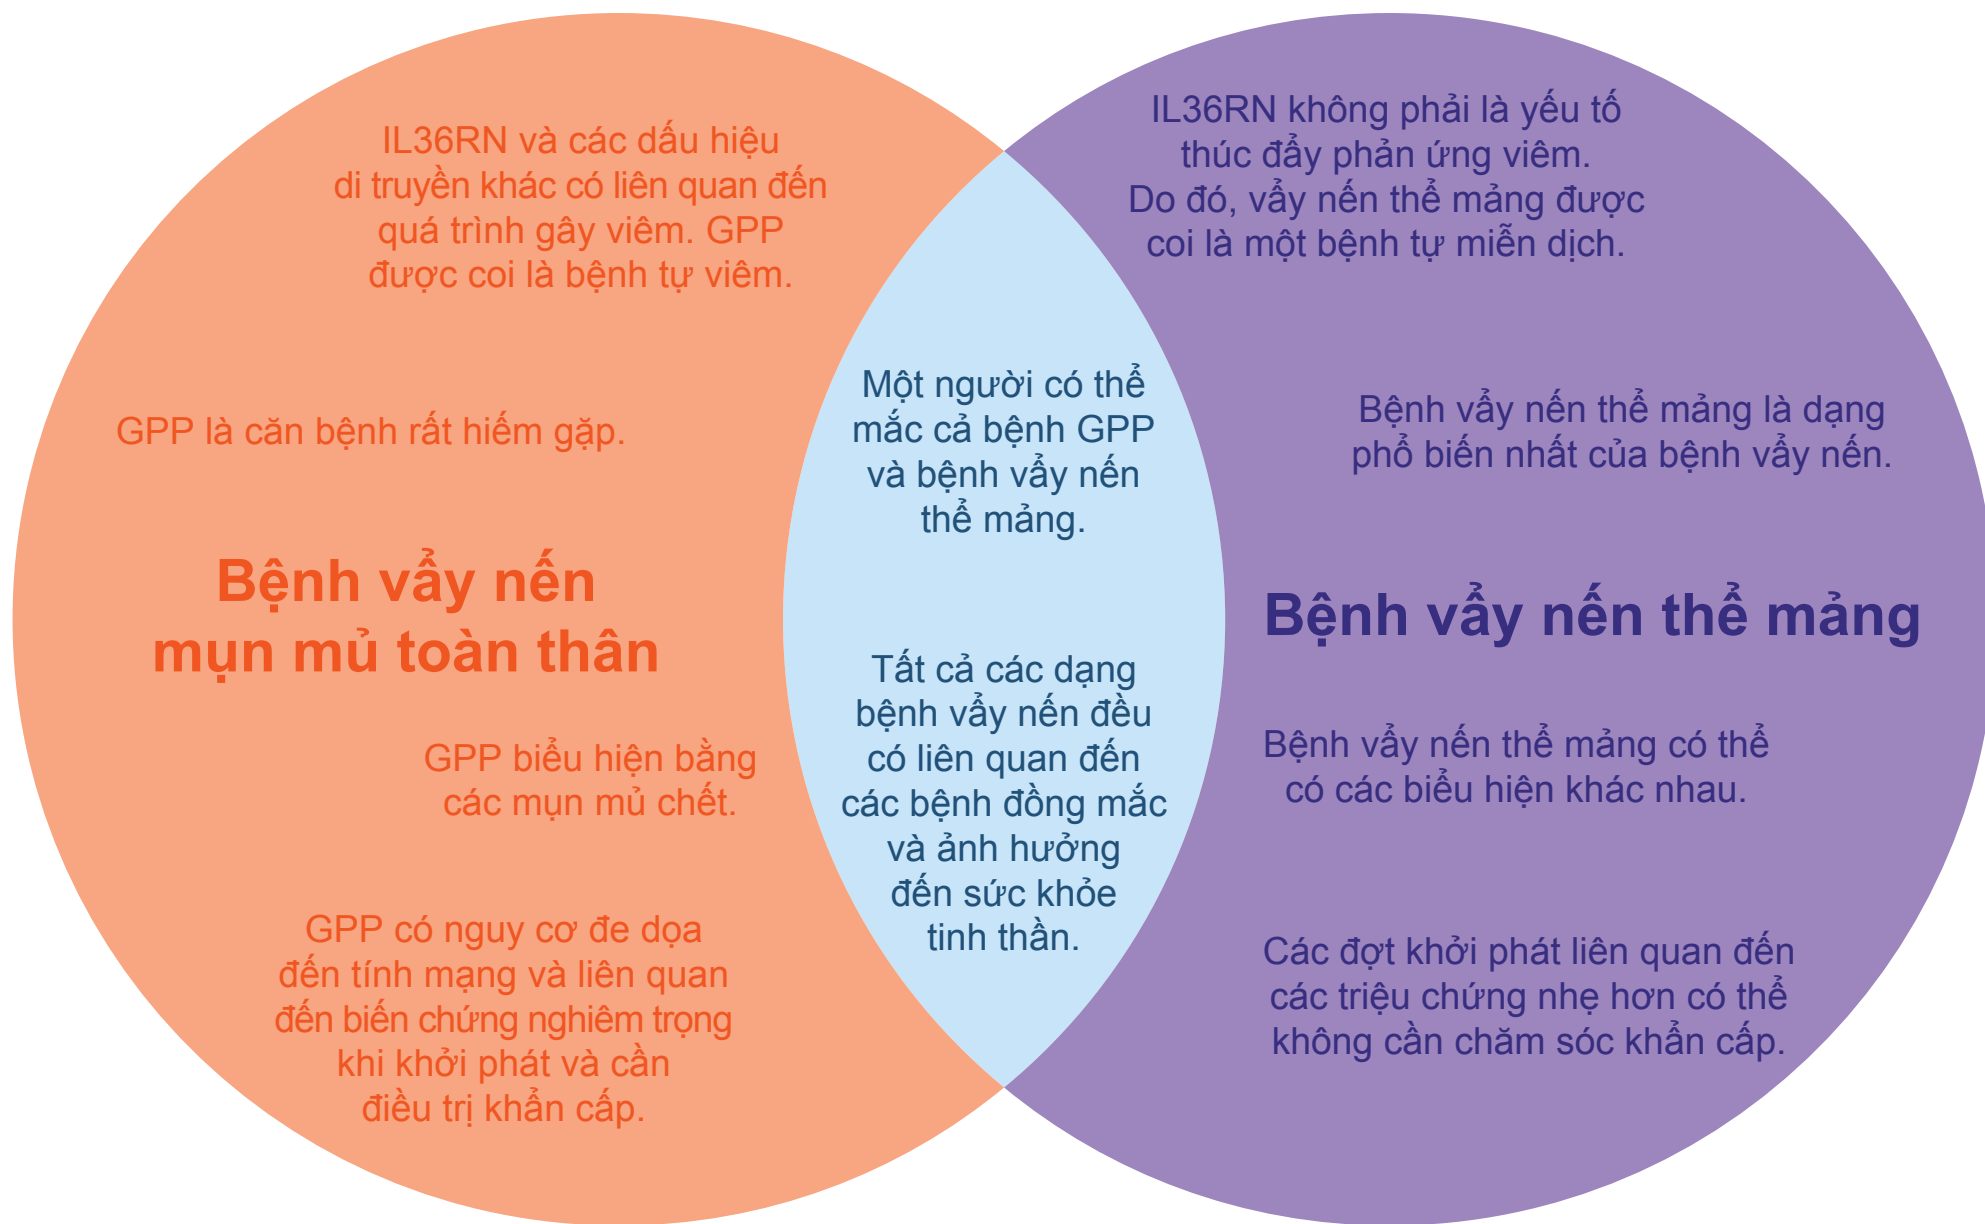 IL36RN và các dấu hiệu
di truyền khác có liên quan đến
quá trình gây viêm. GPP
được coi là bệnh tự viêm.
GPP là căn bệnh rất hiếm gặp.
Bệnh vẩy nến
mụn mủ toàn thân
GPP biểu hiện bằng
các mụn mủ chết.
GPP có nguy cơ đe dọa
đến tính mạng và liên quan
đến biến chứng nghiêm trọng
khi khởi phát và cần
điều trị khẩn cấp.
Một người có thể
mắc cả bệnh GPP
và bệnh vẩy nến
thể mảng.
Tất cả các dạng
bệnh vẩy nến đều
có liên quan đến
các bệnh đồng mắc
và ảnh hưởng
đến sức khỏe
tinh thần.
IL36RN không phải là yếu tố
thúc đẩy phản ứng viêm.
Do đó, vẩy nến thể mảng được
coi là một bệnh tự miễn dịch.
Bệnh vẩy nến thể mảng là dạng
phổ biến nhất của bệnh vẩy nến.
Bệnh vẩy nến thể mảng
Bệnh vẩy nến thể mảng có thể
có các biểu hiện khác nhau.
Các đợt khởi phát liên quan đến
các triệu chứng nhẹ hơn có thể
không cần chăm sóc khẩn cấp.